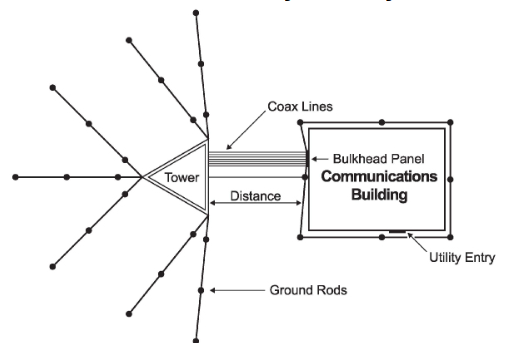 Coax Lines
Bulkhead Panel
Tower
Communications
Building
Distance
Utility Entry
Ground Rods